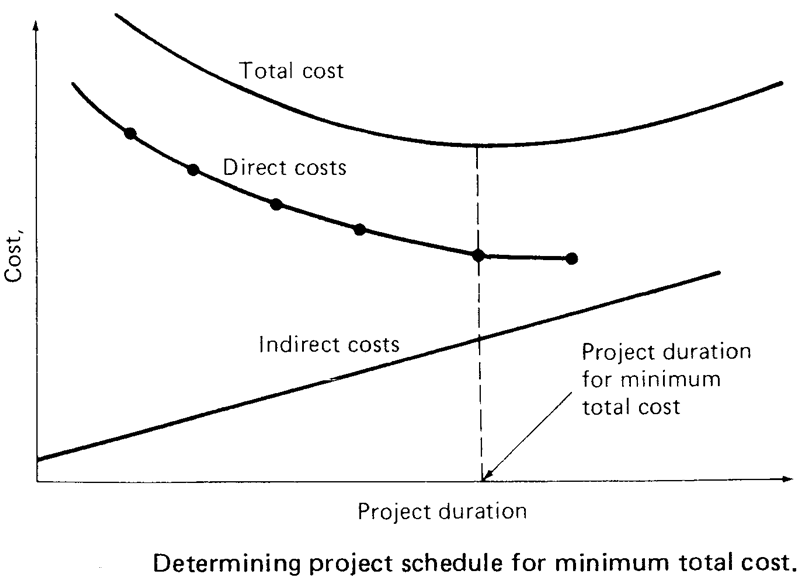 Total cost
Direct costs
Cost,
Indirect costs
Project duration
for minimum
total cost
Project duration
Determining project schedule for minimum total cost.